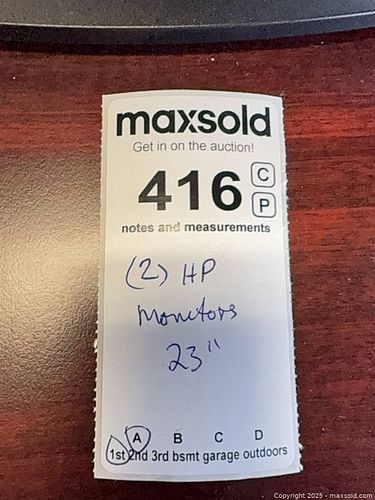 maxsold
Get in on the auction!
416 C
P
notes and measurements
(2) HP
Monitors
23"
A B C D
1st 2nd 3rd bsmt garage outdoors
Copyright 2025 - maxsold.com